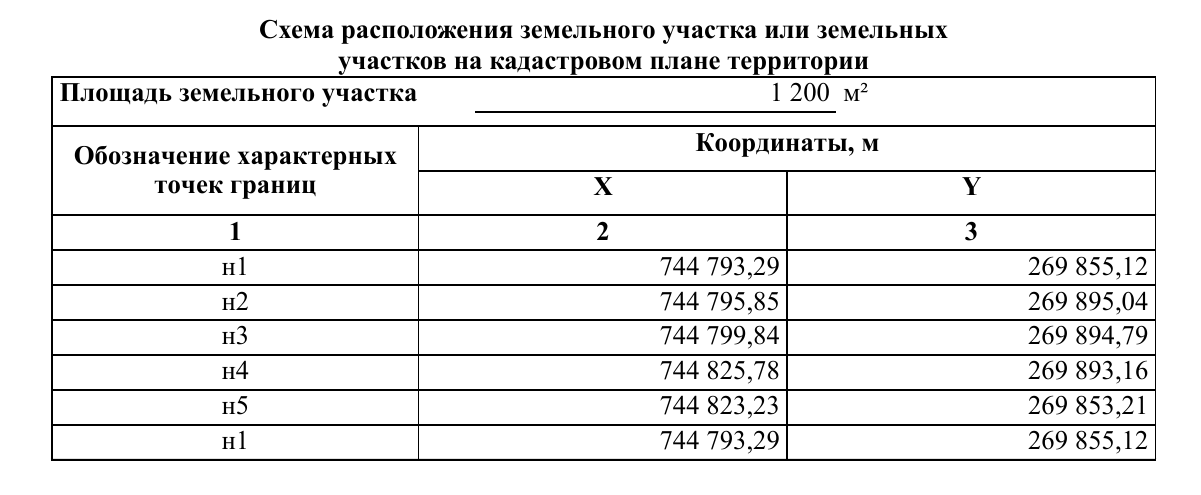 Схема расположения земельного участка или земельных
участков на кадастровом плане территории
Площадь земельного участка 1 200 м²
Обозначение характерных
точек границ
Координаты, м
X Y
1 2 3
н1 744 793,29 269 855,12
н2 744 795,85 269 895,04
н3 744 799,84 269 894,79
н4 744 825,78 269 893,16
н5 744 823,23 269 853,21
н1 744 793,29 269 855,12